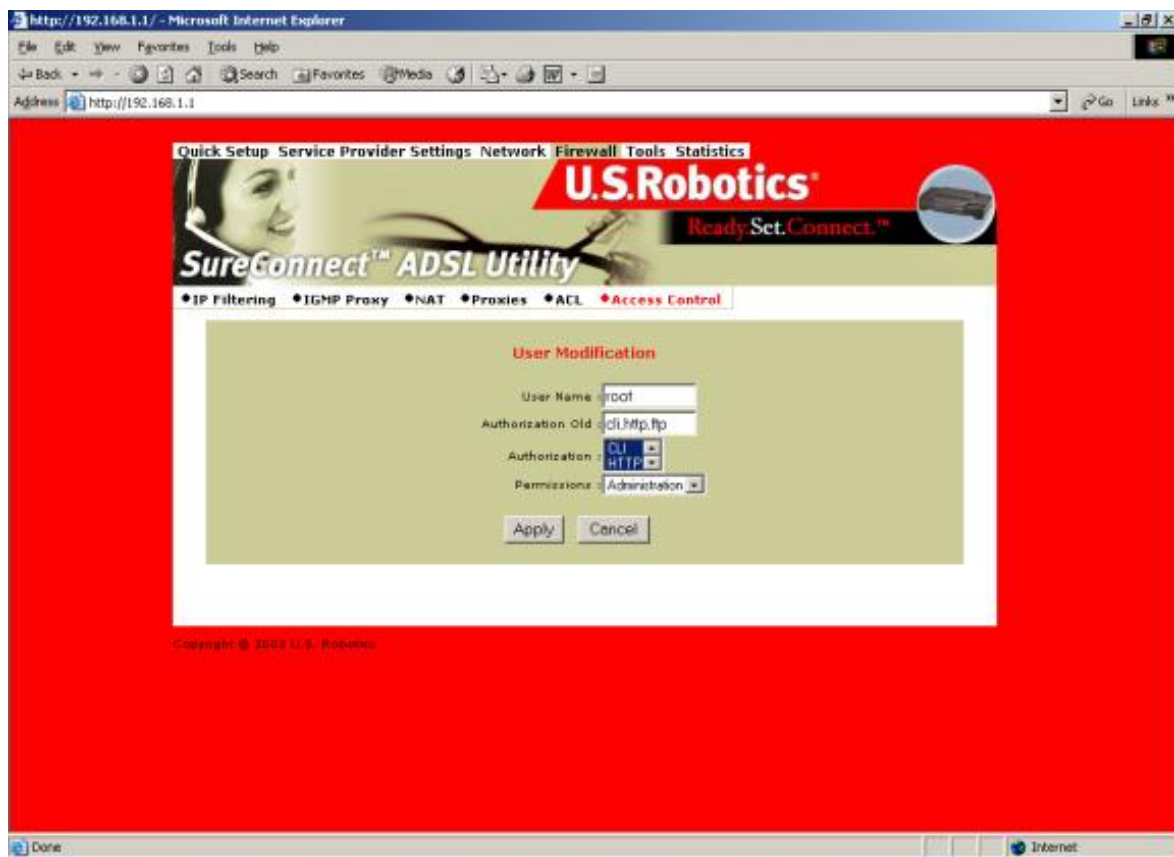 http://192.168.1.1/ - Microsoft Internet Explorer
File Edit View Favorites Tools Help
Back Search Favorites Media
Address http://192.168.1.1 Go Links »
Quick Setup Service Provider Settings Network Firewall Tools Statistics
U.S.Robotics®
Ready.Set.Connect.™
SureConnect™ ADSL Utility
•IP Filtering •IGMP Proxy •NAT •Proxies •ACL •Access Control
User Modification
User Name : root
Authorization Old : cli,http,ftp
Authorization : CLI
HTTP
Permissions : Administration
Apply Cancel
Copyright © 2002 U.S. Robotics
Done Internet